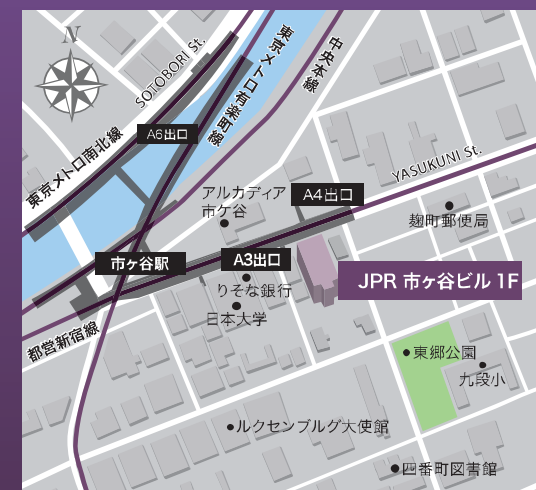 N
SOTOBORI St.
東京メトロ有楽町線
中央本線
A6出口
東京メトロ南北線
YASUKUNI St.
アルカディア
市ケ谷
A4出口
麹町郵便局
市ヶ谷駅
A3出口
JPR 市ヶ谷ビル 1F
りそな銀行
日本大学
都営新宿線
東郷公園
九段小
ルクセンブルグ大使館
四番町図書館